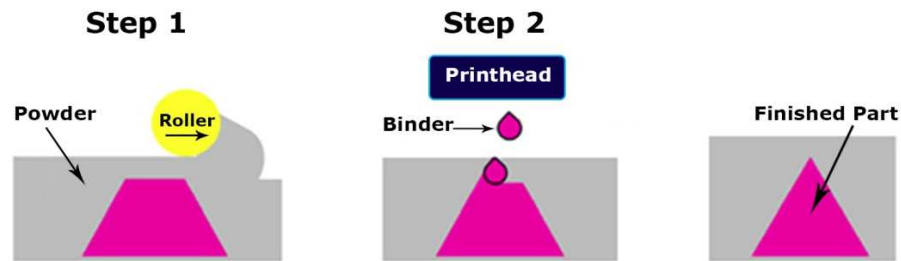 Step 1
Step 2
Powder
Roller
Printhead
Binder
Finished Part